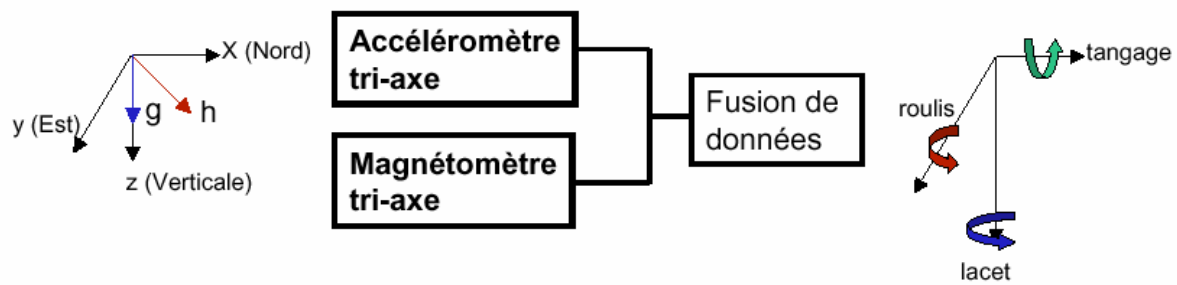 X (Nord)
g
h
y (Est)
z (Verticale)
Accéléromètre
tri-axe
Magnétomètre
tri-axe
Fusion de
données
tangage
roulis
lacet